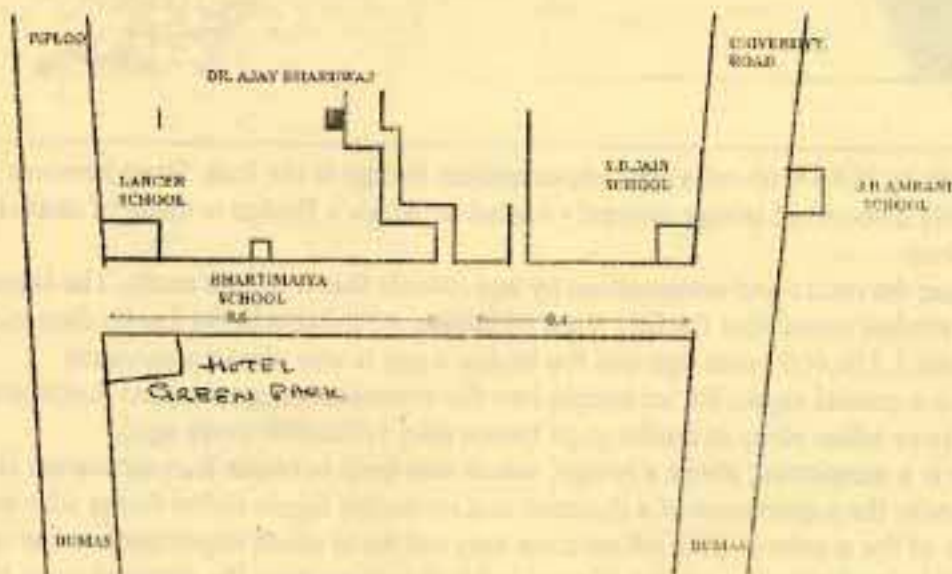 PIPLOD
UNIVERSITY
ROAD
DR. AJAY BHARDWAJ
LANCER
SCHOOL
S.D.JAIN
SCHOOL
J.H AMBANI
SCHOOL
BHARTIMAIYA
SCHOOL
0.6
0.4
HOTEL
GREEN PARK
DUMAS
DUMAS